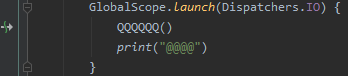 GlobalScope.launch(Dispatchers.IO) {
QQQQQQ()
print("@@@@")
}